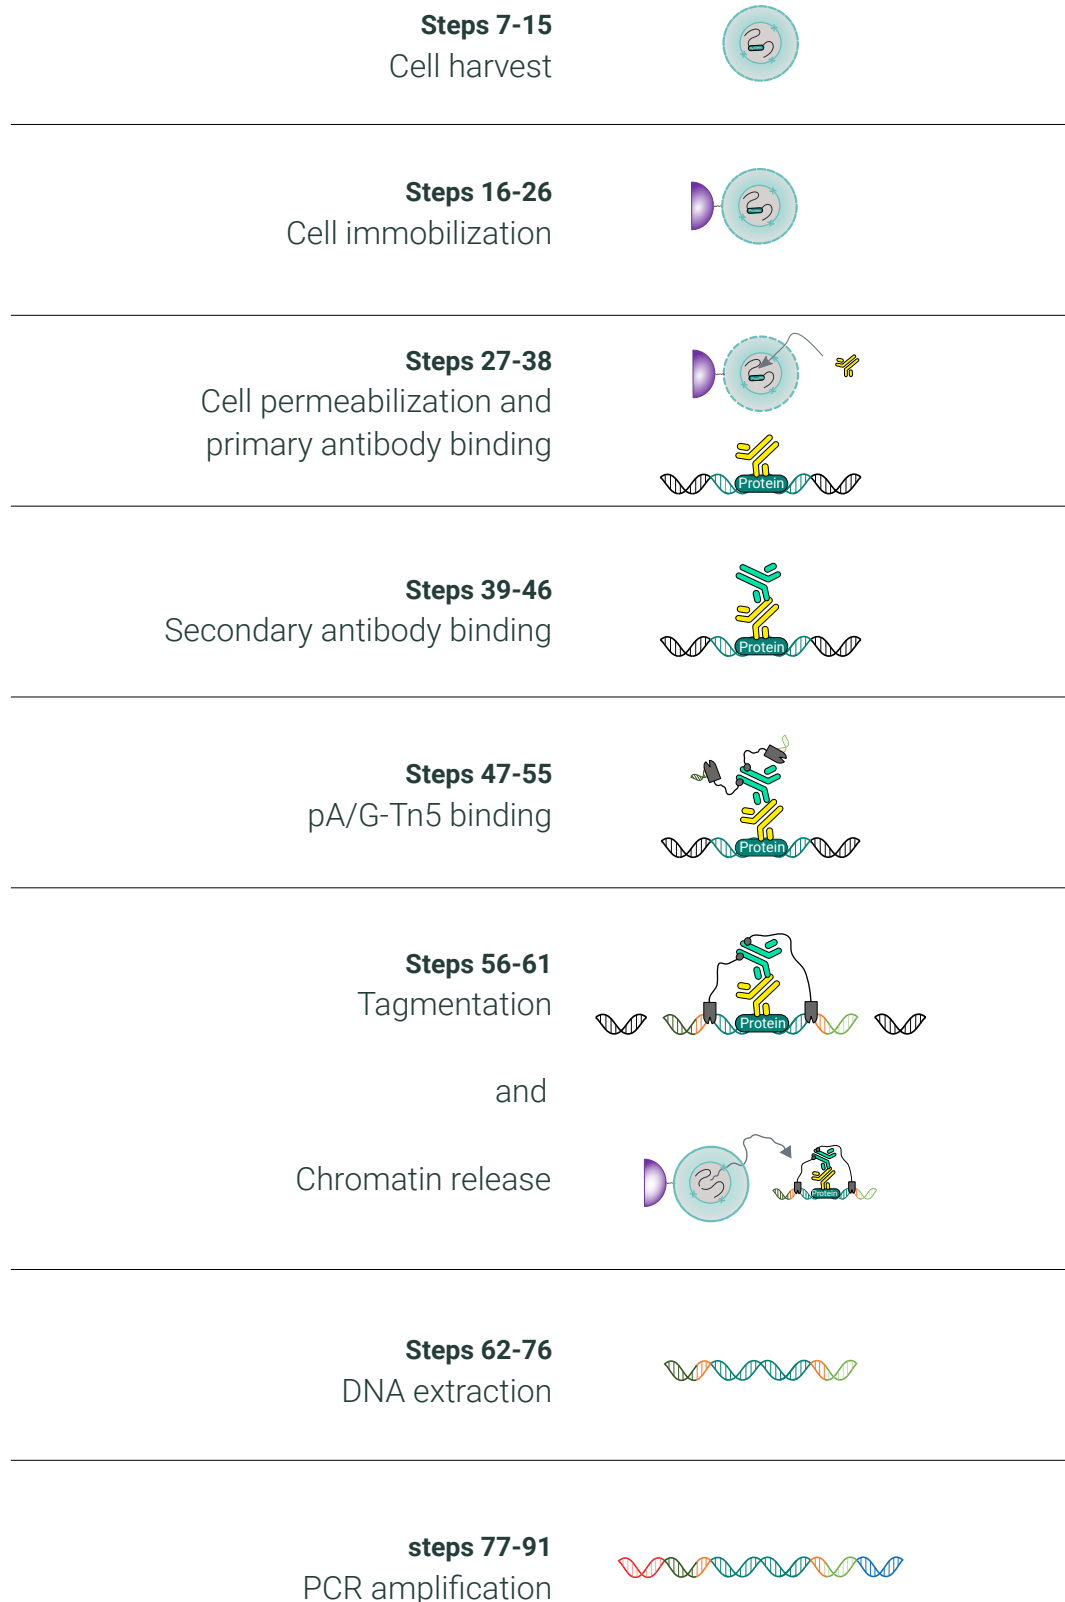 Steps 7-15
Cell harvest
Steps 16-26
Cell immobilization
Steps 27-38
Cell permeabilization and
primary antibody binding
Protein
Steps 39-46
Secondary antibody binding
Protein
Steps 47-55
pA/G-Tn5 binding
Protein
Steps 56-61
Tagmentation
Protein
and
Chromatin release
Protein
Steps 62-76
DNA extraction
steps 77-91
PCR amplification